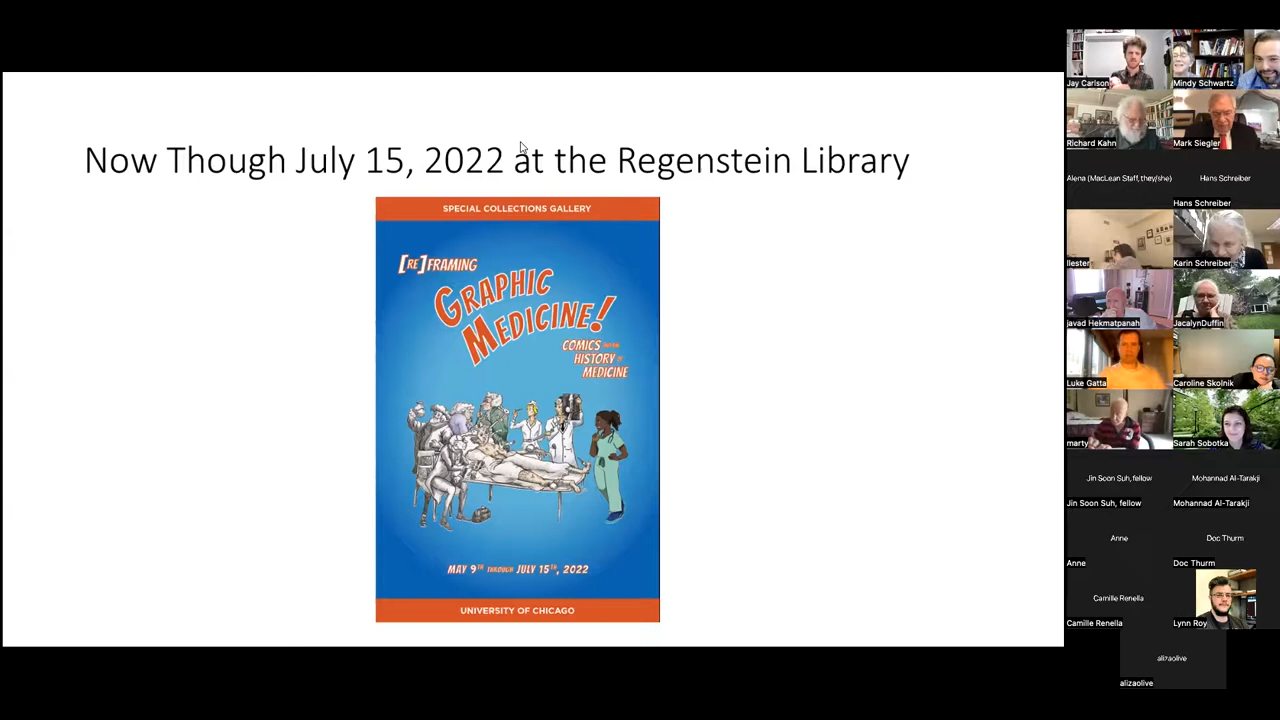 Now Though July 15, 2022 at the Regenstein Library
SPECIAL COLLECTIONS GALLERY
[RE]FRAMING
GRAPHIC
MEDICINE!
COMICS
HISTORY OF
MEDICINE
MAY 9TH THROUGH JULY 15TH, 2022
UNIVERSITY OF CHICAGO
Jay Carlson
Mindy Schwartz
Richard Kahn
Mark Siegler
Alena (MacLean Staff, they/she)
Hans Schreiber
Hans Schreiber
llester
Karin Schreiber
javad Hekmatpanah
JacalynDuffin
Luke Gatta
Caroline Skolnik
marty
Sarah Sobotka
Jin Soon Suh, fellow
Mohannad Al-Tarakji
Jin Soon Suh, fellow
Mohannad Al-Tarakji
Anne
Doc Thurm
Anne
Doc Thurm
Camille Renella
Camille Renella
Lynn Roy
alizaolive
alizaolive